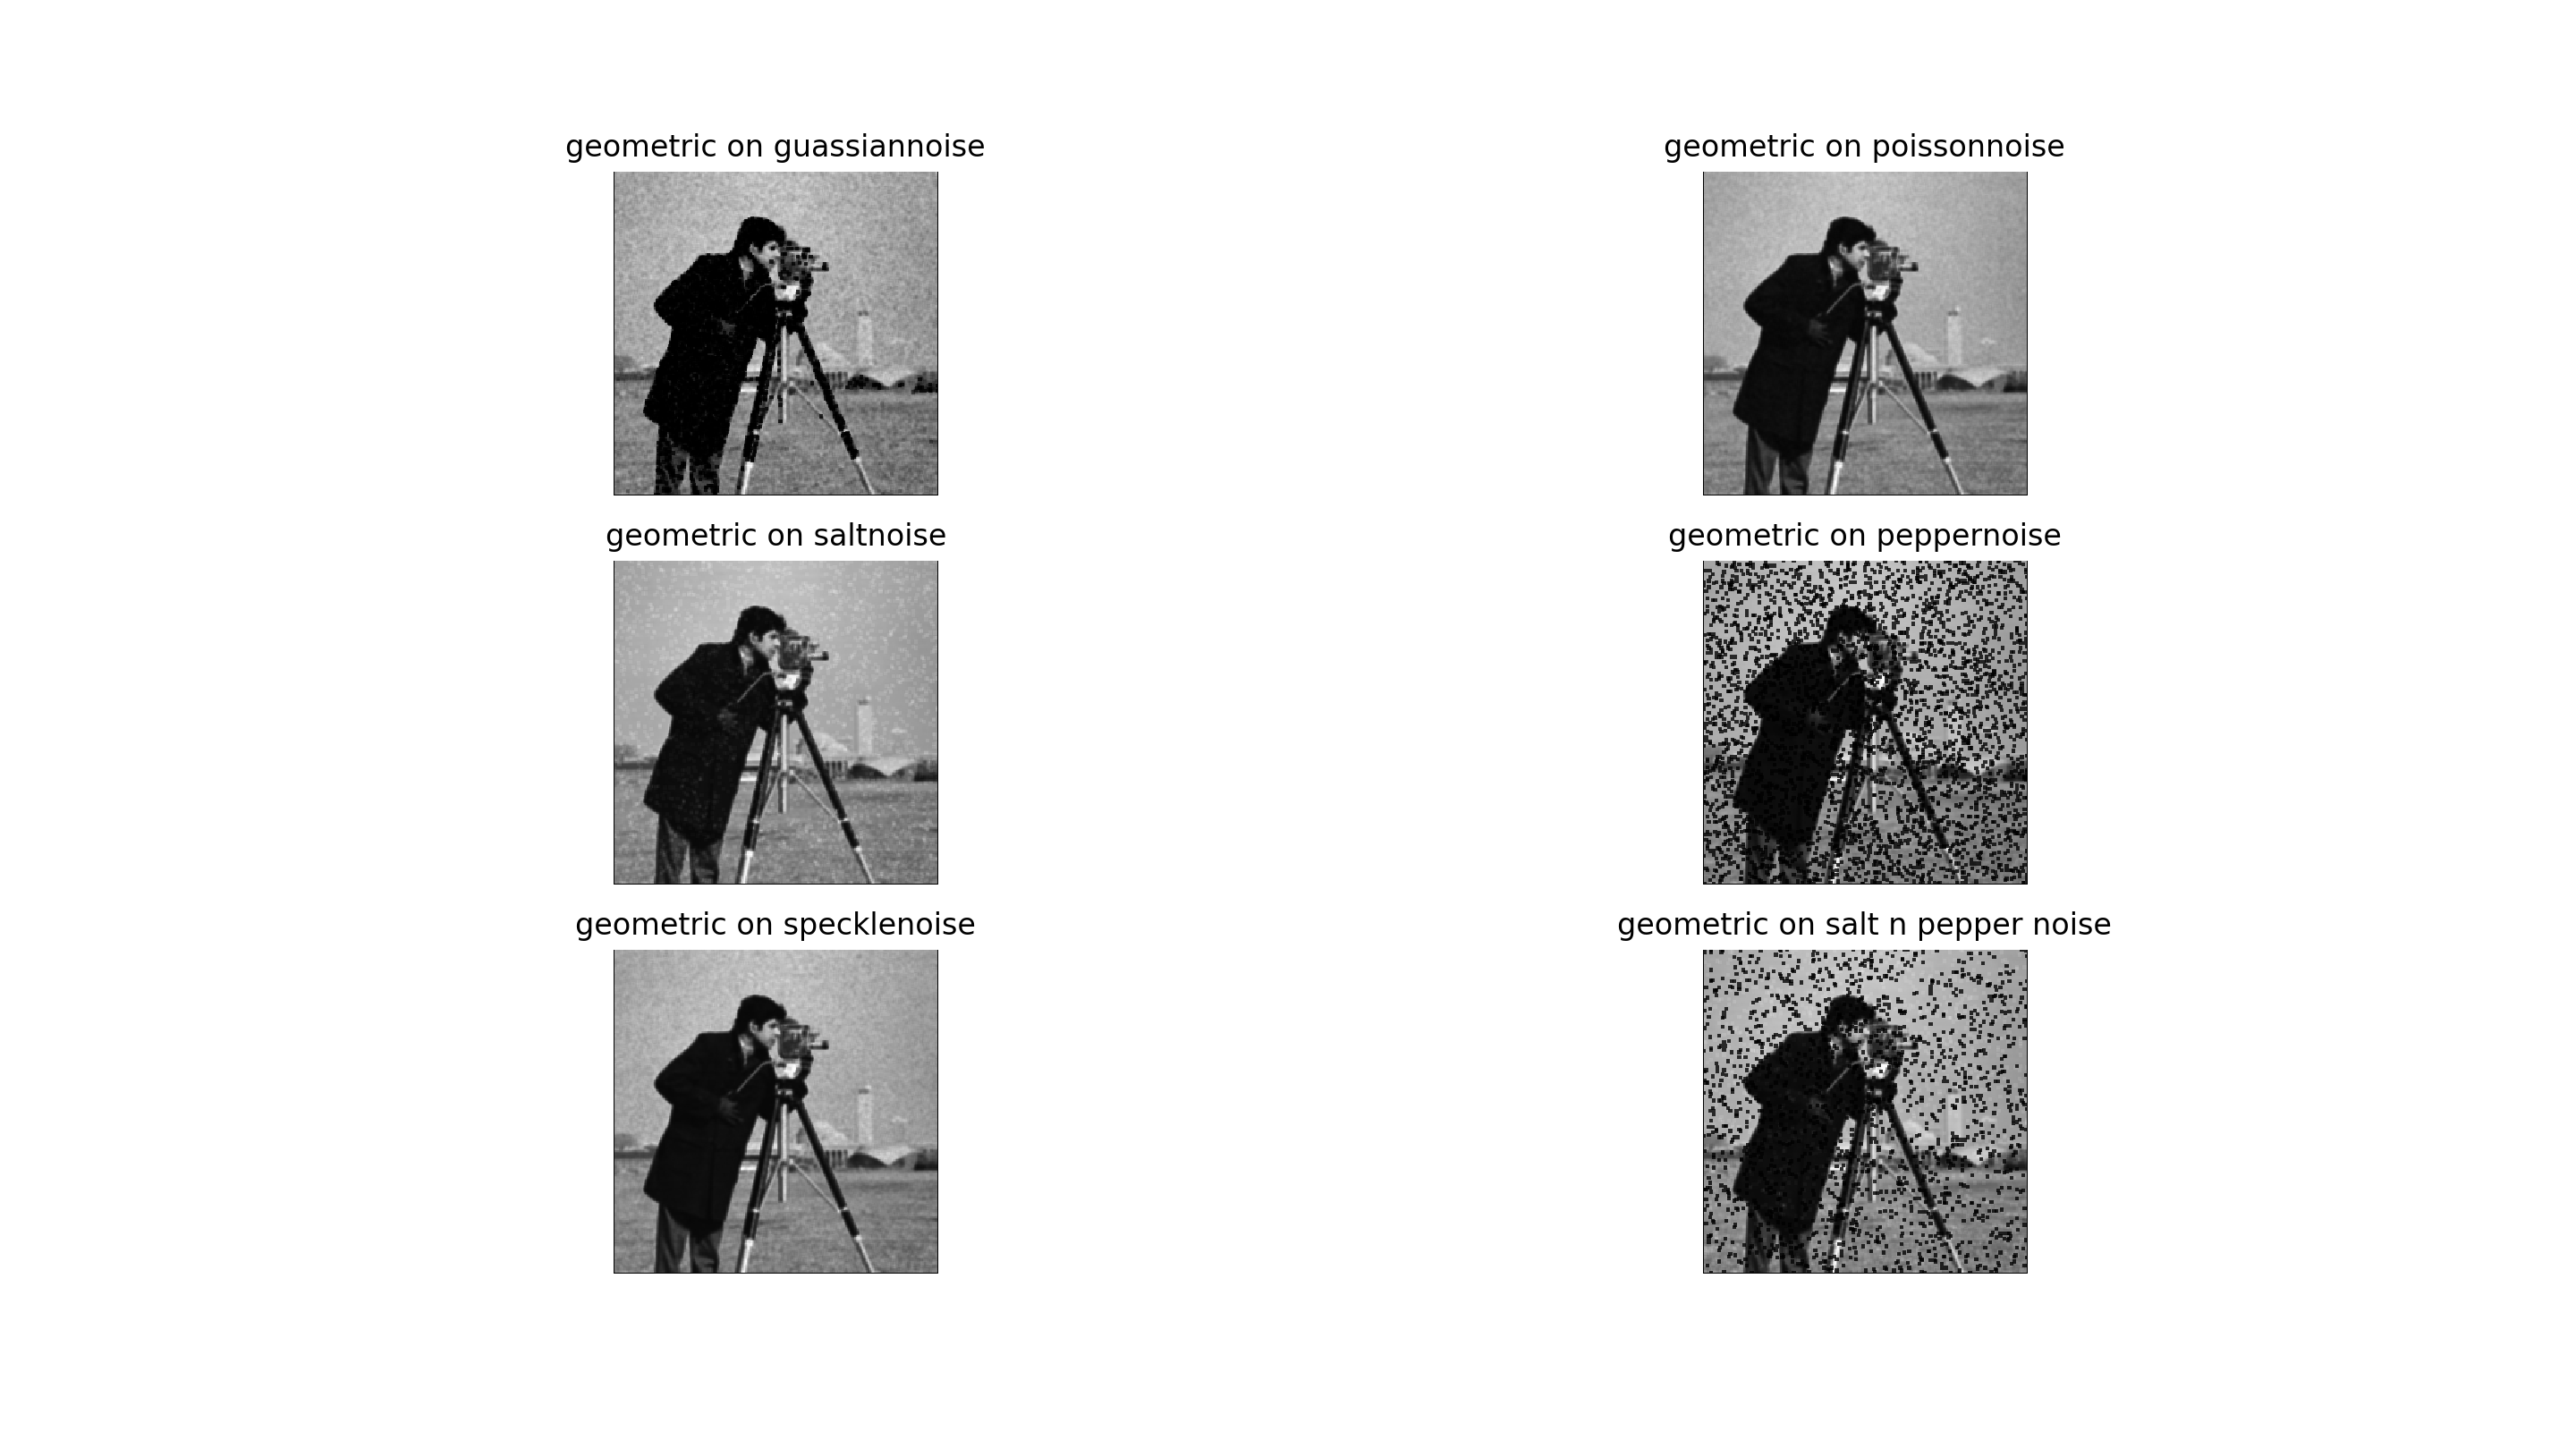 geometric on guassiannoise
geometric on poissonnoise
geometric on saltnoise
geometric on peppernoise
geometric on specklenoise
geometric on salt n pepper noise